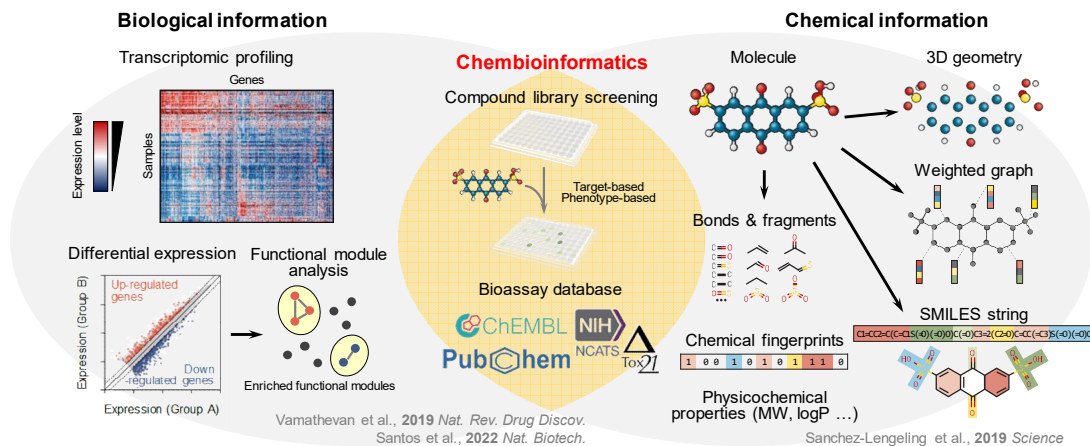 Biological information
Transcriptomic profiling
Genes
Expression level
Samples
Differential expression
Expression (Group B)
Up-regulated
genes
Down
-regulated genes
Expression (Group A)
Functional module
analysis
Enriched functional modules
Vamathevan et al., 2019 Nat. Rev. Drug Discov.
Santos et al., 2022 Nat. Biotech.
Chembioinformatics
Compound library screening
Target-based
Phenotype-based
Bioassay database
ChEMBL
NIH
NCATS
PubChem
Tox21
Chemical information
Molecule
3D geometry
Weighted graph
Bonds & fragments
Chemical fingerprints
1 0 0 1 0 1 0 1 1 1 0
Physicochemical
properties (MW, logP ...)
SMILES string
Sanchez-Lengeling et al., 2019 Science